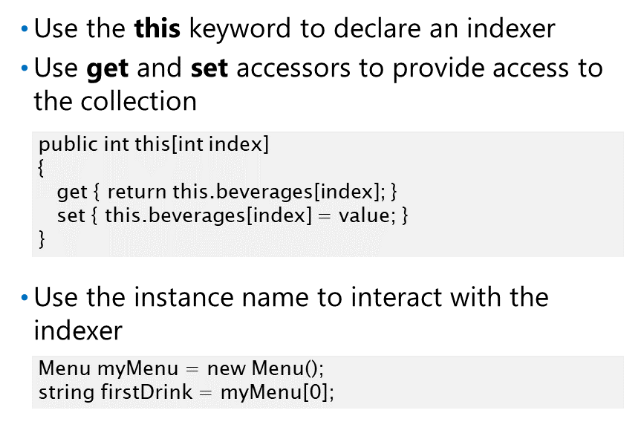 • Use the this keyword to declare an indexer
• Use get and set accessors to provide access to
the collection
public int this[int index]
{
get { return this.beverages[index]; }
set { this.beverages[index] = value; }
}
• Use the instance name to interact with the
indexer
Menu myMenu = new Menu();
string firstDrink = myMenu[0];